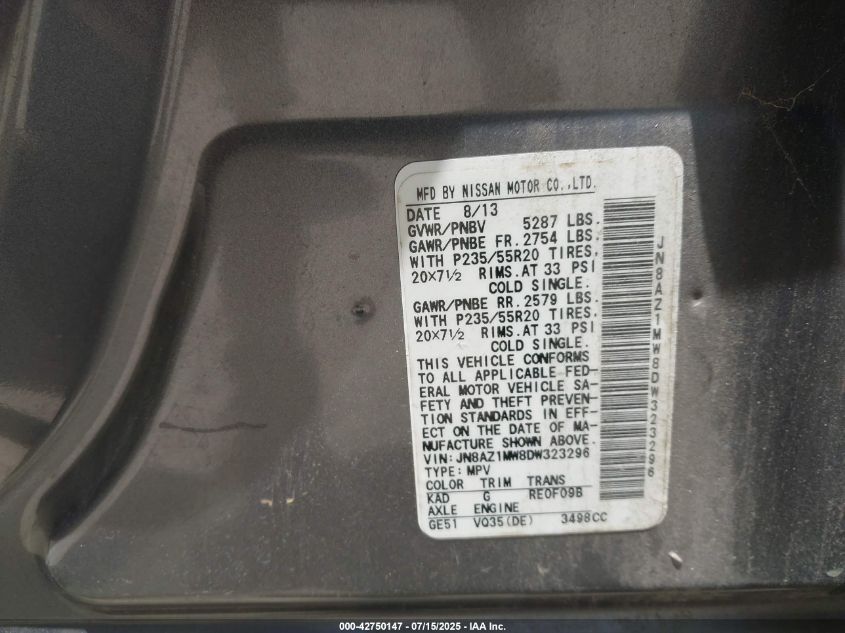 MFD BY NISSAN MOTOR CO.,LTD.
DATE 8/13
GVWR/PNBV 5287 LBS.
GAWR/PNBE FR.2754 LBS.
WITH P235/55R20 TIRES,
20×7½ RIMS.AT 33 PSI
COLD SINGLE.
GAWR/PNBE RR.2579 LBS.
WITH P235/55R20 TIRES,
20×7½ RIMS.AT 33 PSI
COLD SINGLE.
THIS VEHICLE CONFORMS
TO ALL APPLICABLE FED-
ERAL MOTOR VEHICLE SA-
FETY AND THEFT PREVEN-
TION STANDARDS IN EFF-
ECT ON THE DATE OF MA-
NUFACTURE SHOWN ABOVE.
VIN: JN8AZ1MW8DW323296
TYPE: MPV
COLOR TRIM TRANS
KAD G RE0F09B
AXLE ENGINE
GE51 VQ35(DE) 3498CC
JN8AZ1MW8DW323296
000-42750147 - 07/15/2025 - IAA Inc.